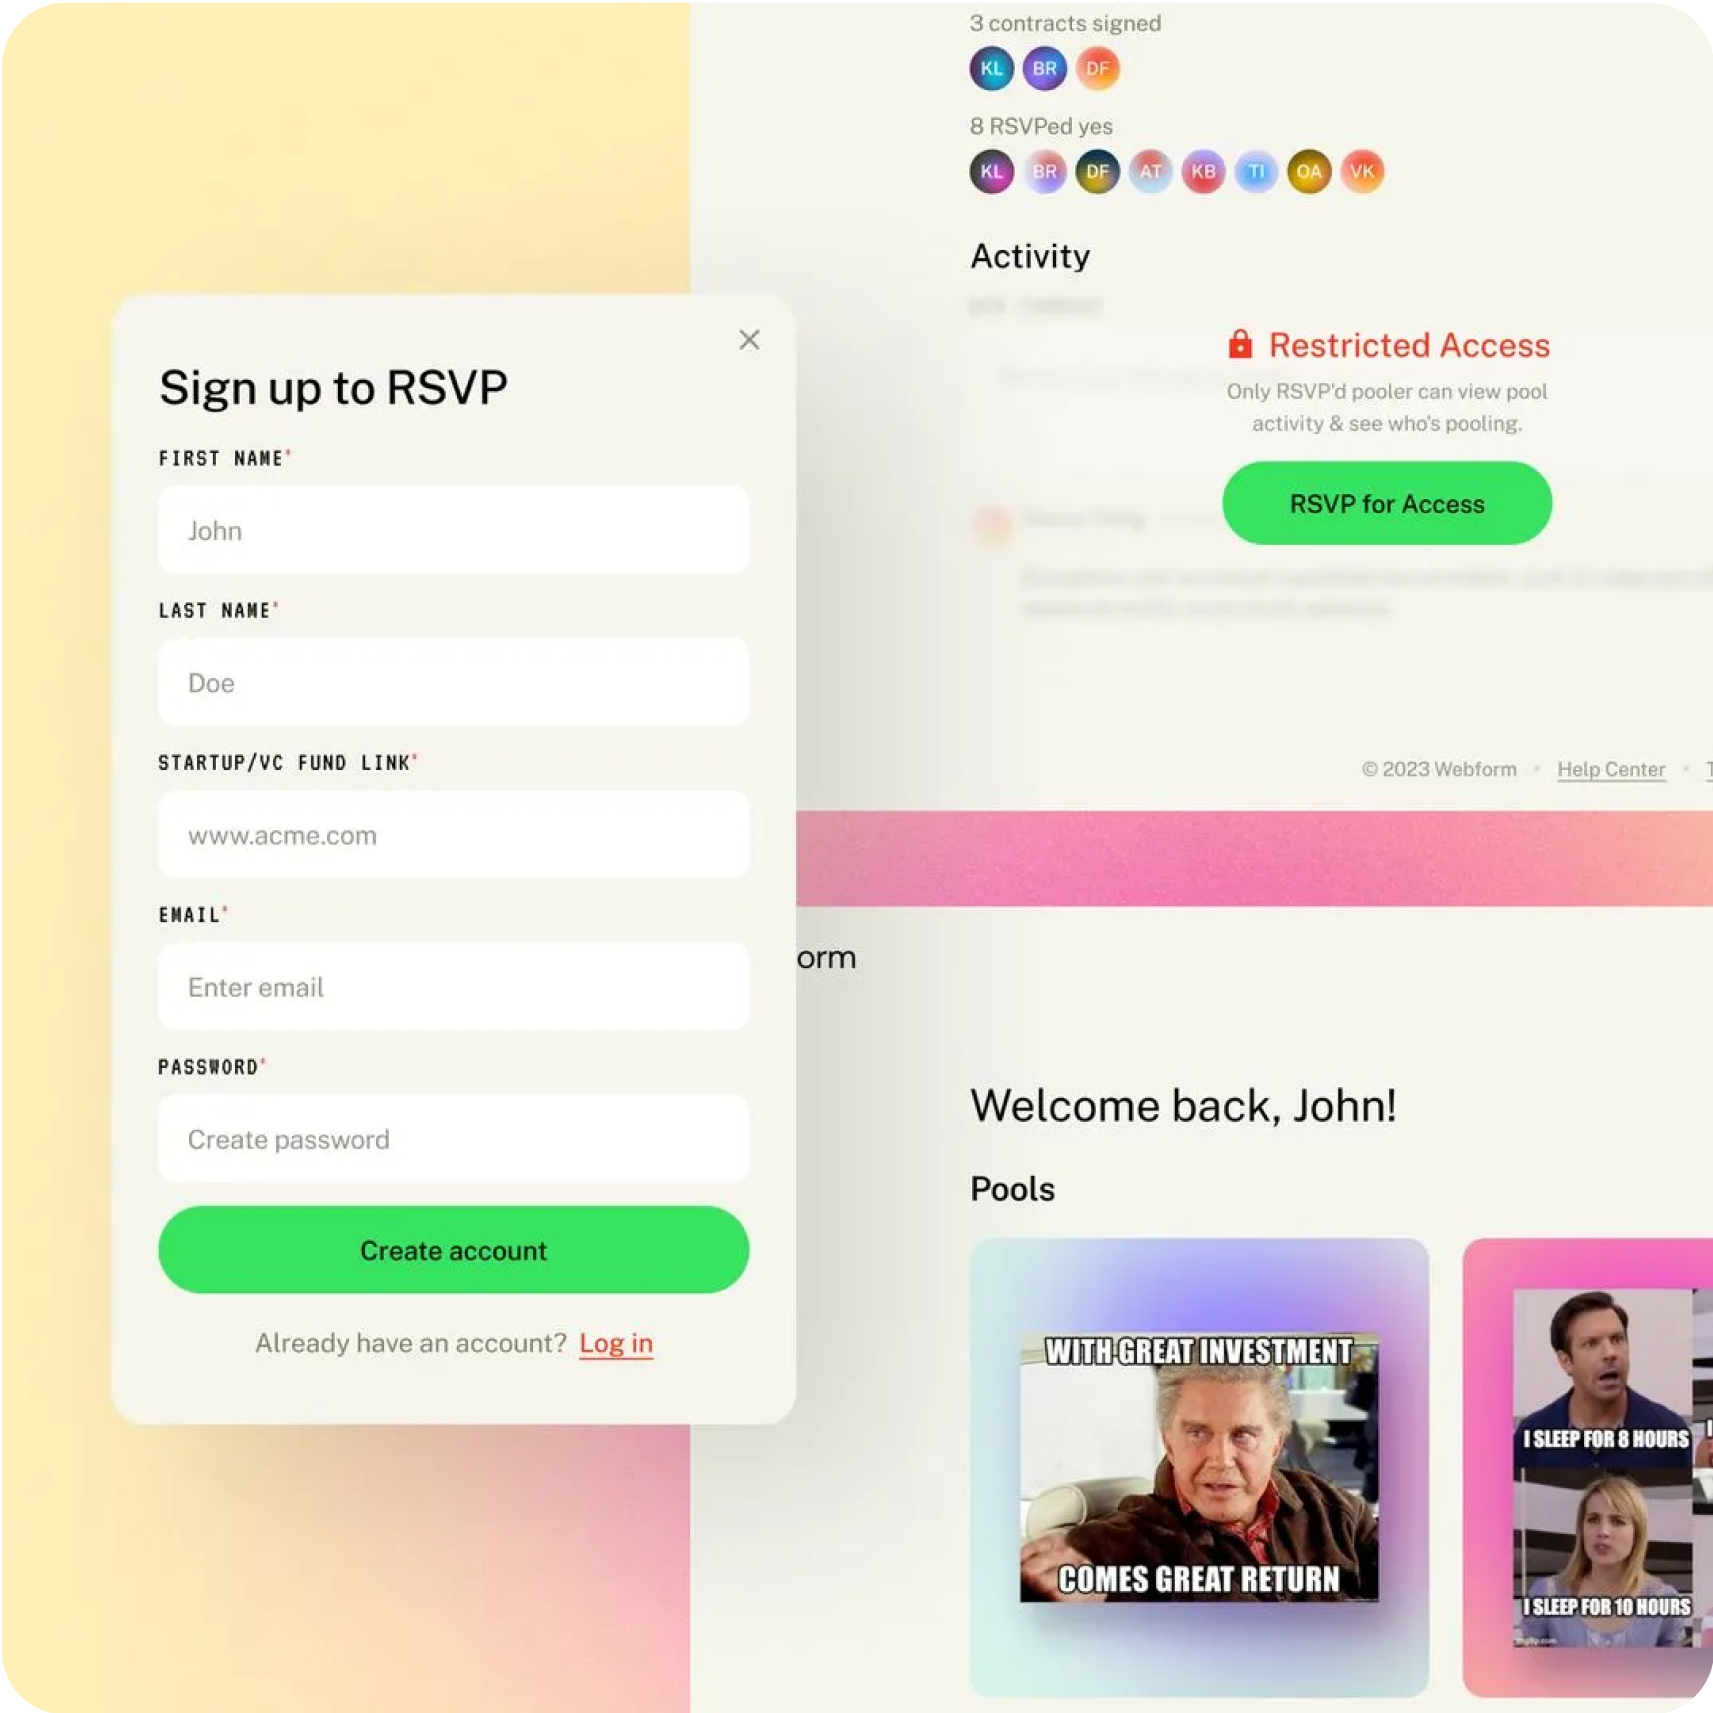 3 contracts signed
KL BR DF
8 RSVPed yes
KL BR DF AT KB TI OA VK
Activity
Restricted Access
Only RSVP'd pooler can view pool
activity & see who's pooling.
RSVP for Access
© 2023 Webform • Help Center •
Sign up to RSVP
FIRST NAME*
John
LAST NAME*
Doe
STARTUP/VC FUND LINK*
www.acme.com
EMAIL*
Enter email
PASSWORD*
Create password
Create account
Already have an account? Log in
orm
Welcome back, John!
Pools
WITH GREAT INVESTMENT
COMES GREAT RETURN
I SLEEP FOR 8 HOURS
I SLEEP FOR 10 HOURS
imgflip.com